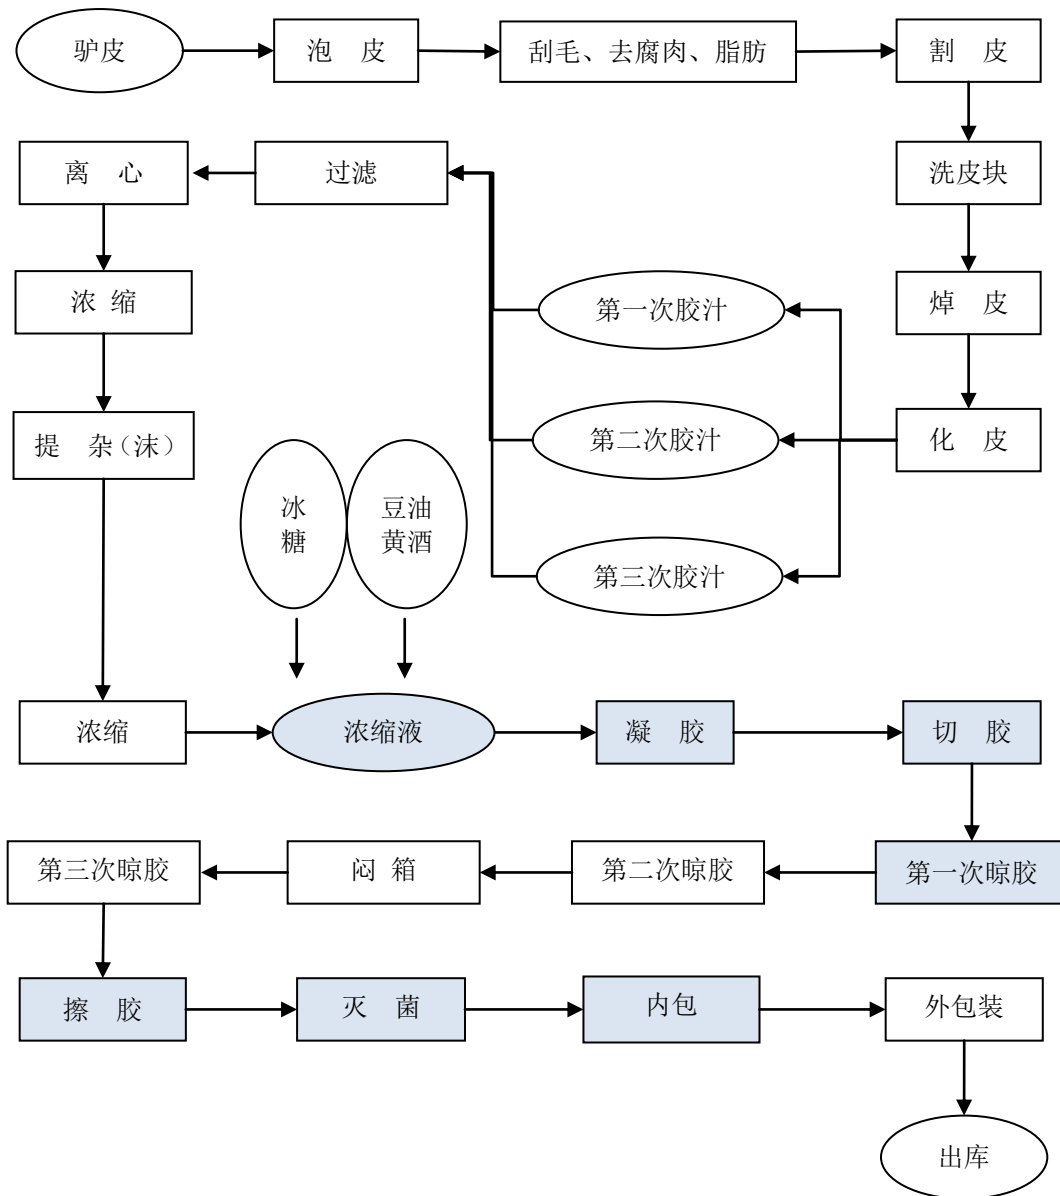 驴皮
泡 皮
刮毛、去腐肉、脂肪
割 皮
离 心
过滤
洗皮块
浓 缩
第一次胶汁
焯 皮
提 杂（沫）
第二次胶汁
化 皮
冰
糖
豆油
黄酒
第三次胶汁
浓缩
浓缩液
凝 胶
切 胶
第三次晾胶
闷 箱
第二次晾胶
第一次晾胶
擦 胶
灭 菌
内包
外包装
出库